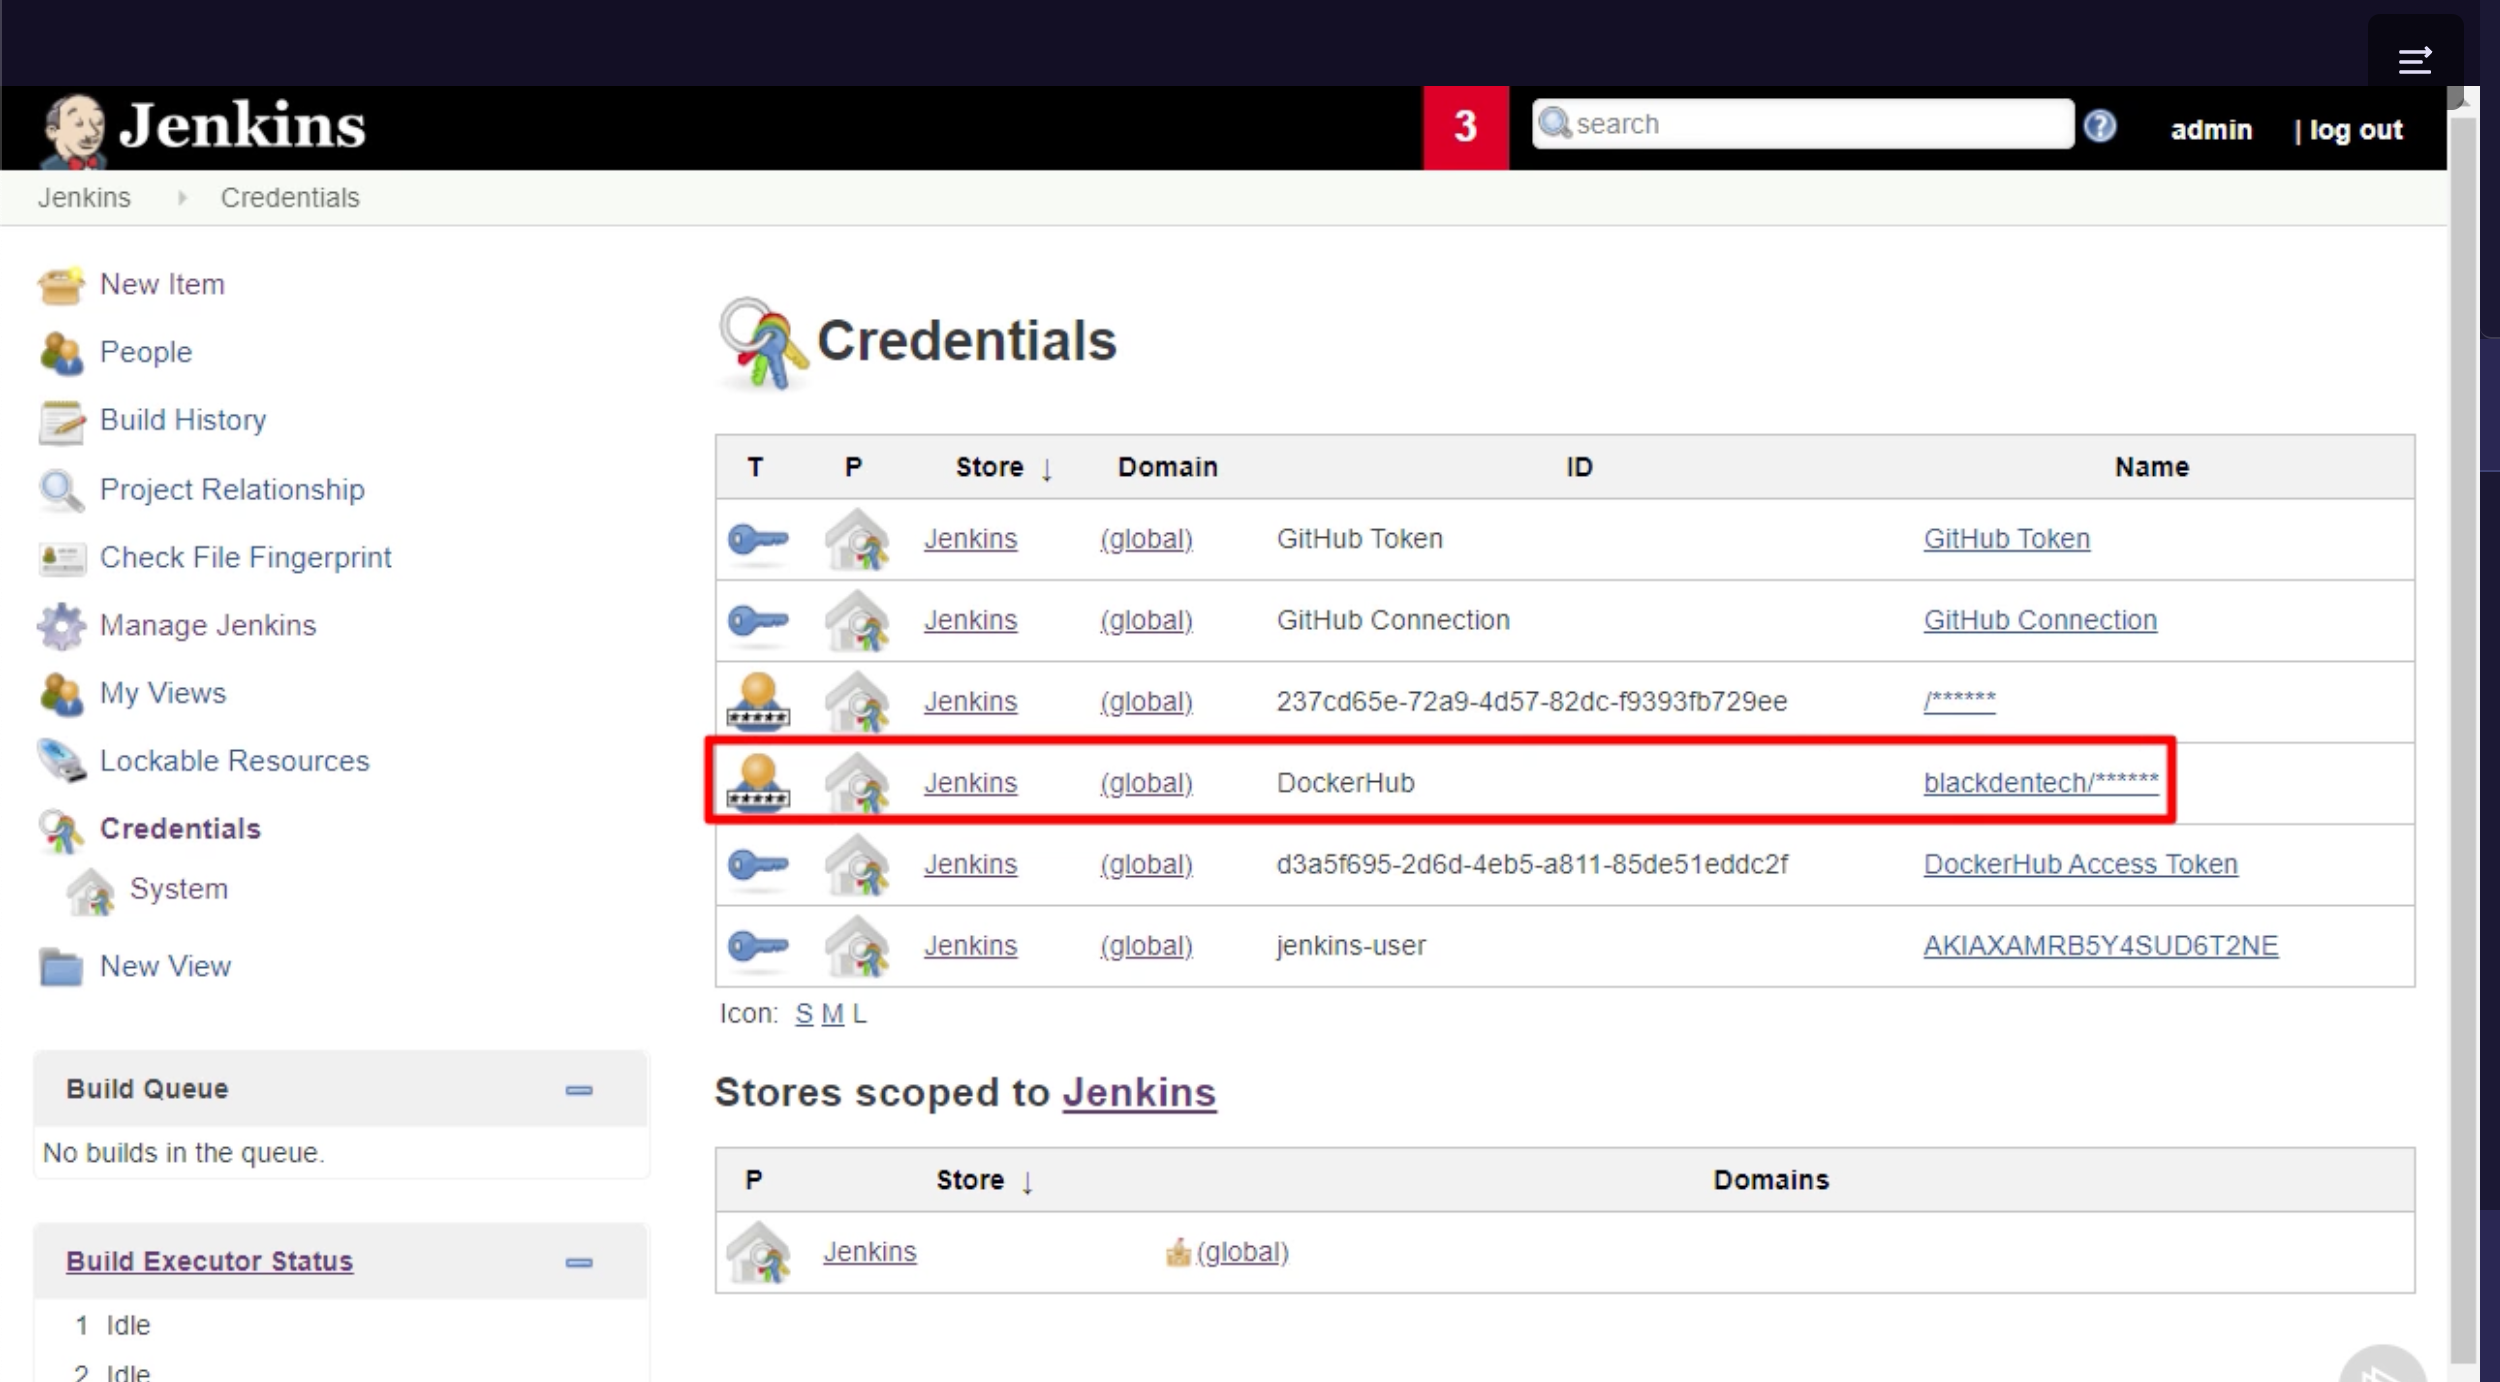 Jenkins
3
search
admin | log out
Jenkins Credentials
New Item
People
Build History
Project Relationship
Check File Fingerprint
Manage Jenkins
My Views
Lockable Resources
Credentials
System
New View
Build Queue
No builds in the queue.
Build Executor Status
1 Idle
2 Idle
Credentials
T P Store ↓ Domain ID Name
Jenkins (global) GitHub Token GitHub Token
Jenkins (global) GitHub Connection GitHub Connection
Jenkins (global) 237cd65e-72a9-4d57-82dc-f9393fb729ee /******
Jenkins (global) DockerHub blackdentech/******
Jenkins (global) d3a5f695-2d6d-4eb5-a811-85de51eddc2f DockerHub Access Token
Jenkins (global) jenkins-user AKIAXAMRB5Y4SUD6T2NE
Icon: S M L
Stores scoped to Jenkins
P Store ↓ Domains
Jenkins (global)